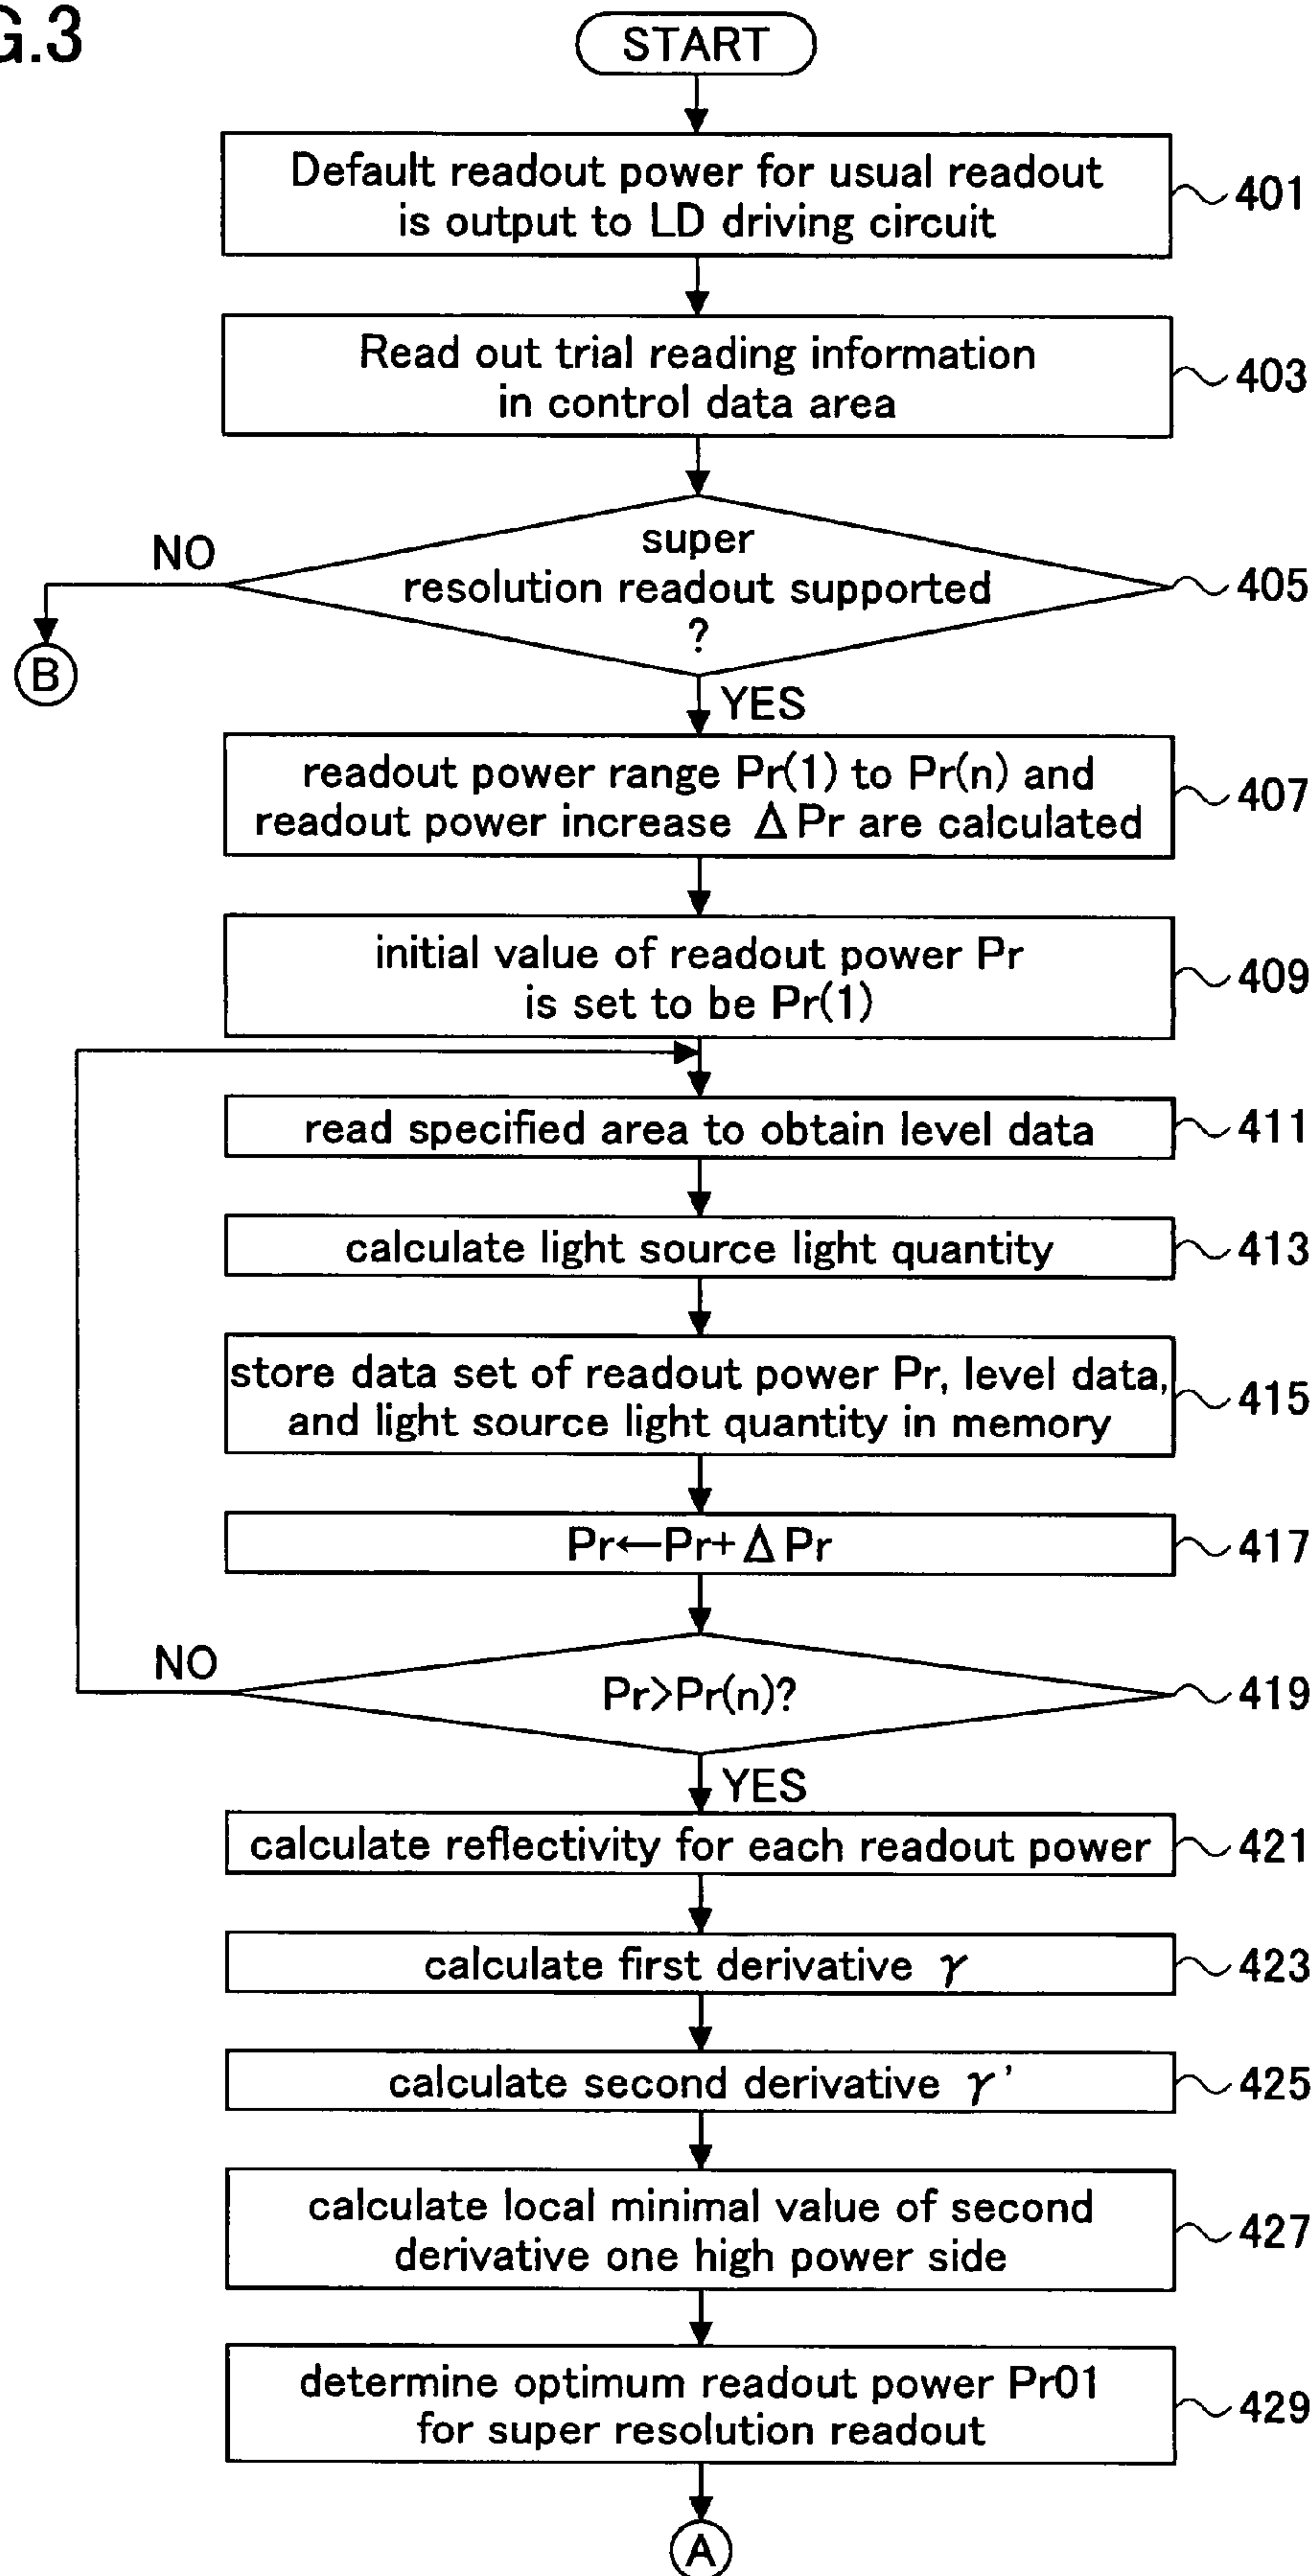 G.3
START
Default readout power for usual readout
is output to LD driving circuit
401
Read out trial reading information
in control data area
403
super
resolution readout supported
?
405
NO
B
YES
readout power range Pr(1) to Pr(n) and
readout power increase Δ Pr are calculated
407
initial value of readout power Pr
is set to be Pr(1)
409
read specified area to obtain level data
411
calculate light source light quantity
413
store data set of readout power Pr, level data,
and light source light quantity in memory
415
Pr←Pr+ Δ Pr
417
NO
Pr>Pr(n)?
419
YES
calculate reflectivity for each readout power
421
calculate first derivative γ
423
calculate second derivative γ '
425
calculate local minimal value of second
derivative one high power side
427
determine optimum readout power Pr01
for super resolution readout
429
A